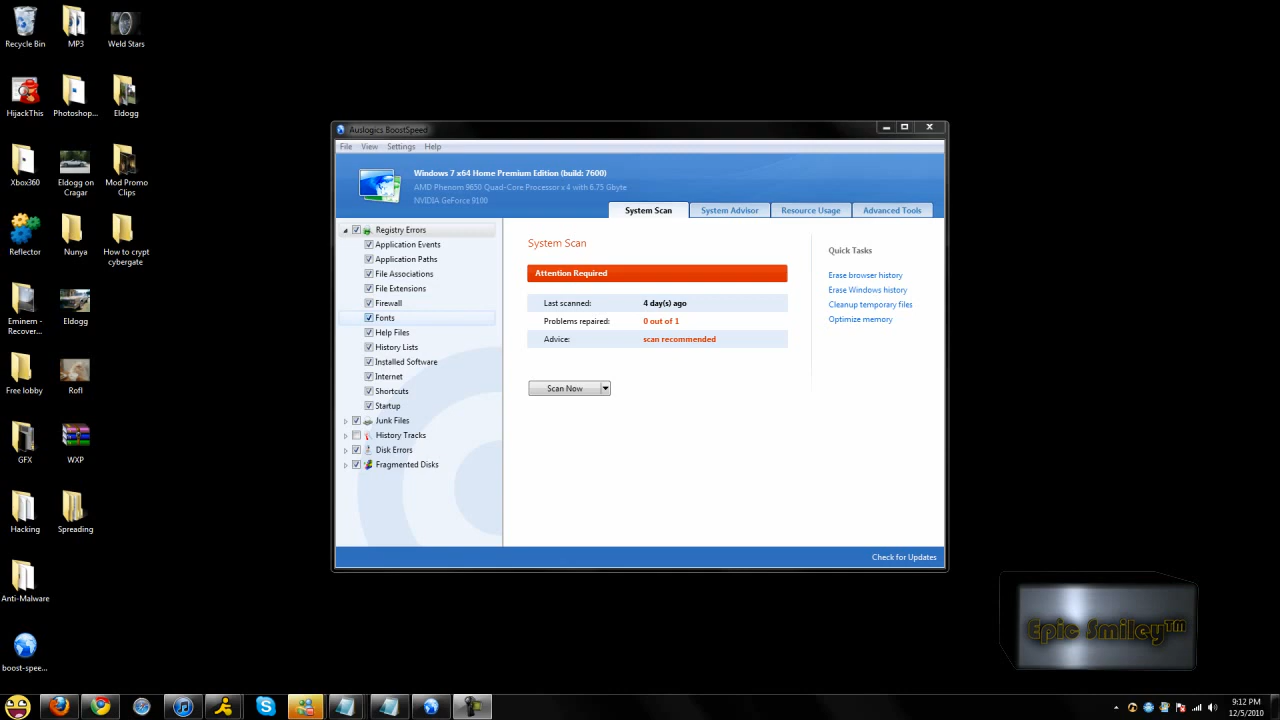 Recycle Bin
MP3
Weld Stars
HijackThis
Photoshop...
Eldogg
Xbox360
Eldogg on
Cragar
Mod Promo
Clips
Reflector
Nunya
How to crypt
cybergate
Eminem -
Recover...
Eldogg
Free lobby
Rofl
GFX
WXP
Hacking
Spreading
Anti-Malware
boost-spee...
Auslogics BoostSpeed
File View Settings Help
Windows 7 x64 Home Premium Edition (build: 7600)
AMD Phenom 9650 Quad-Core Processor x 4 with 6.75 Gbyte
NVIDIA GeForce 9100
System Scan System Advisor Resource Usage Advanced Tools
Registry Errors
Application Events
Application Paths
File Associations
File Extensions
Firewall
Fonts
Help Files
History Lists
Installed Software
Internet
Shortcuts
Startup
Junk Files
History Tracks
Disk Errors
Fragmented Disks
System Scan
Attention Required
Last scanned: 4 day(s) ago
Problems repaired: 0 out of 1
Advice: scan recommended
Scan Now
Quick Tasks
Erase browser history
Erase Windows history
Cleanup temporary files
Optimize memory
Check for Updates
Epic Smiley™
9:12 PM
12/5/2010